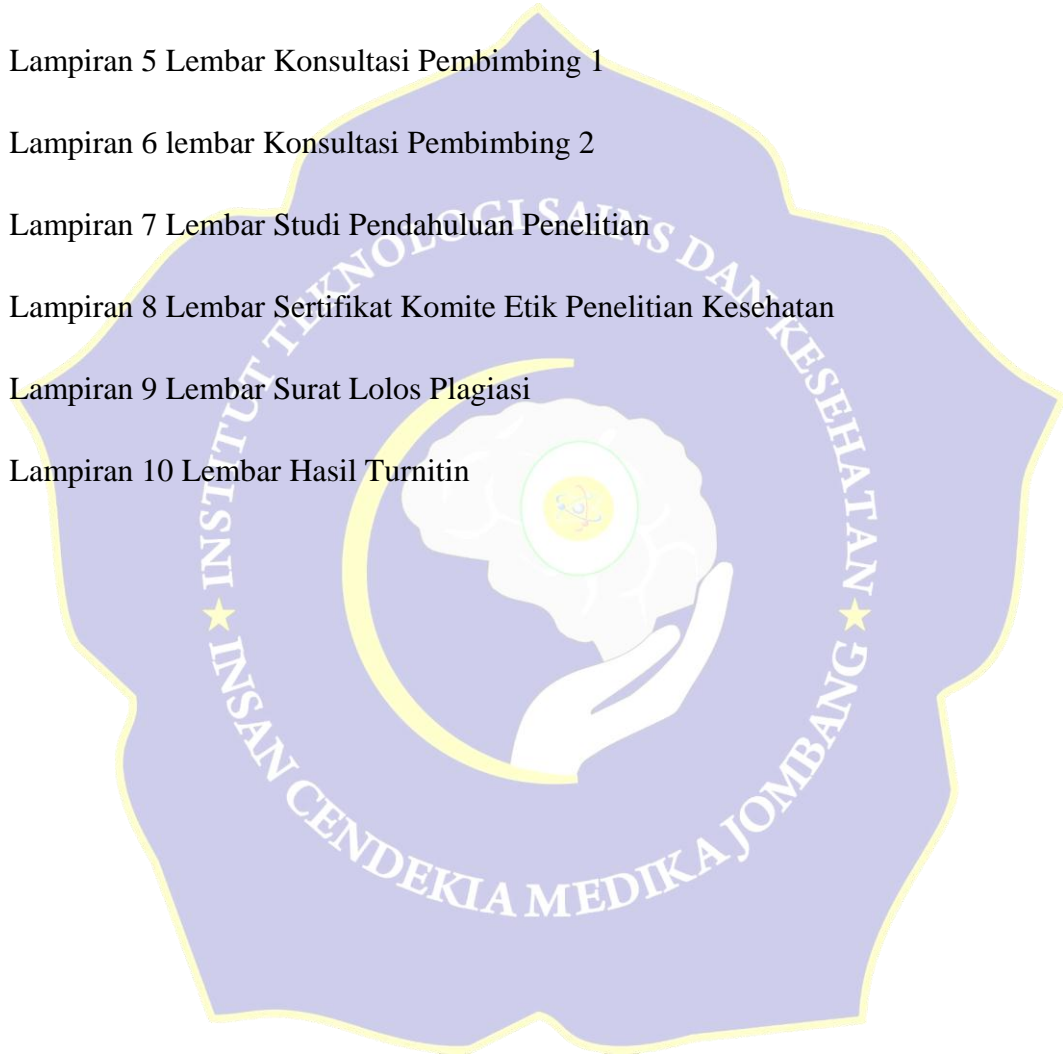 Lampiran 5 Lembar Konsultasi Pembimbing 1
Lampiran 6 lembar Konsultasi Pembimbing 2
Lampiran 7 Lembar Studi Pendahuluan Penelitian
Lampiran 8 Lembar Sertifikat Komite Etik Penelitian Kesehatan
Lampiran 9 Lembar Surat Lolos Plagiasi
Lampiran 10 Lembar Hasil Turnitin
INSTITUT TEKNOLOGI SAINS DAN KESEHATAN
INSAN CENDEKIA MEDIKA JOMBANG